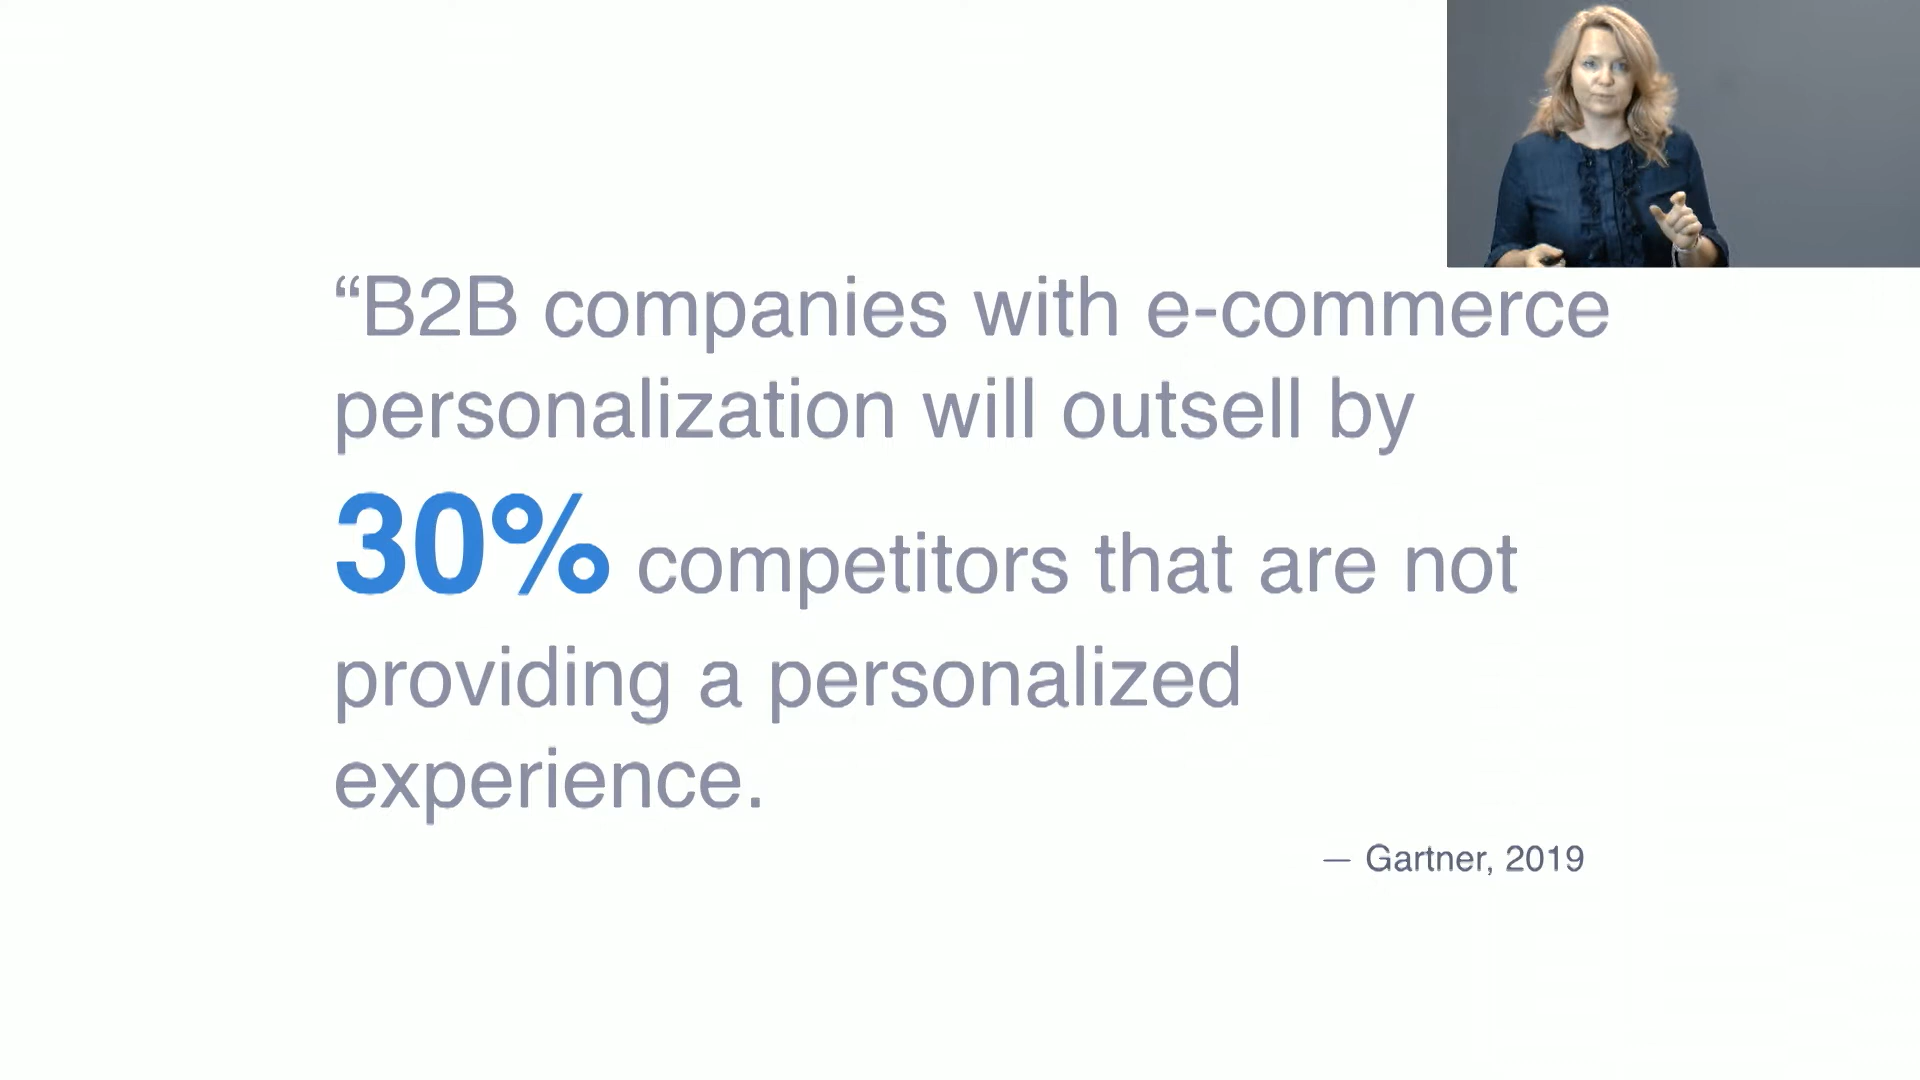 “B2B companies with e-commerce
personalization will outsell by
30% competitors that are not
providing a personalized
experience.
— Gartner, 2019